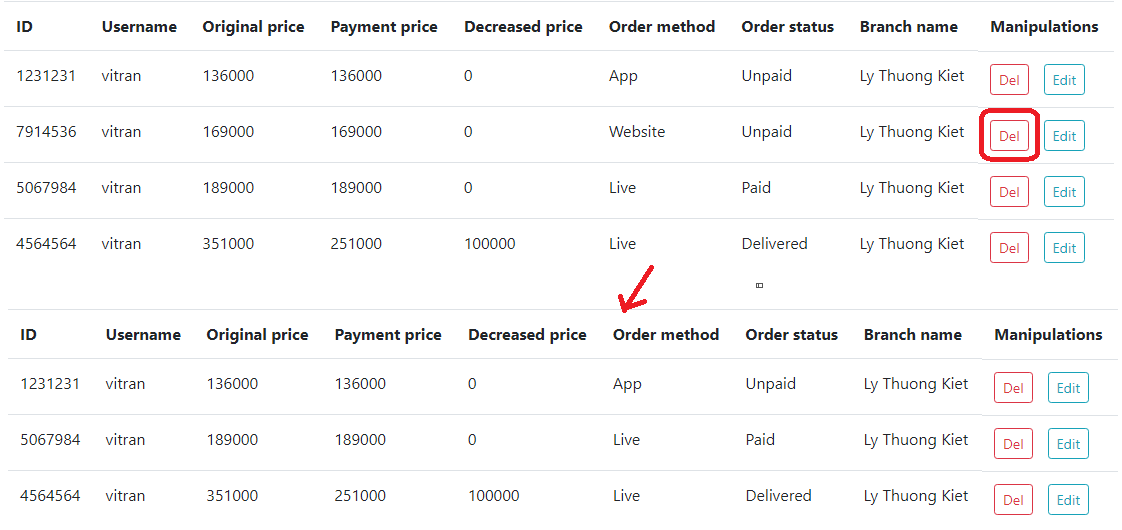 ID Username Original price Payment price Decreased price Order method Order status Branch name Manipulations
1231231 vitran 136000 136000 0 App Unpaid Ly Thuong Kiet Del Edit
7914536 vitran 169000 169000 0 Website Unpaid Ly Thuong Kiet Del Edit
5067984 vitran 189000 189000 0 Live Paid Ly Thuong Kiet Del Edit
4564564 vitran 351000 251000 100000 Live Delivered Ly Thuong Kiet Del Edit
ID Username Original price Payment price Decreased price Order method Order status Branch name Manipulations
1231231 vitran 136000 136000 0 App Unpaid Ly Thuong Kiet Del Edit
5067984 vitran 189000 189000 0 Live Paid Ly Thuong Kiet Del Edit
4564564 vitran 351000 251000 100000 Live Delivered Ly Thuong Kiet Del Edit